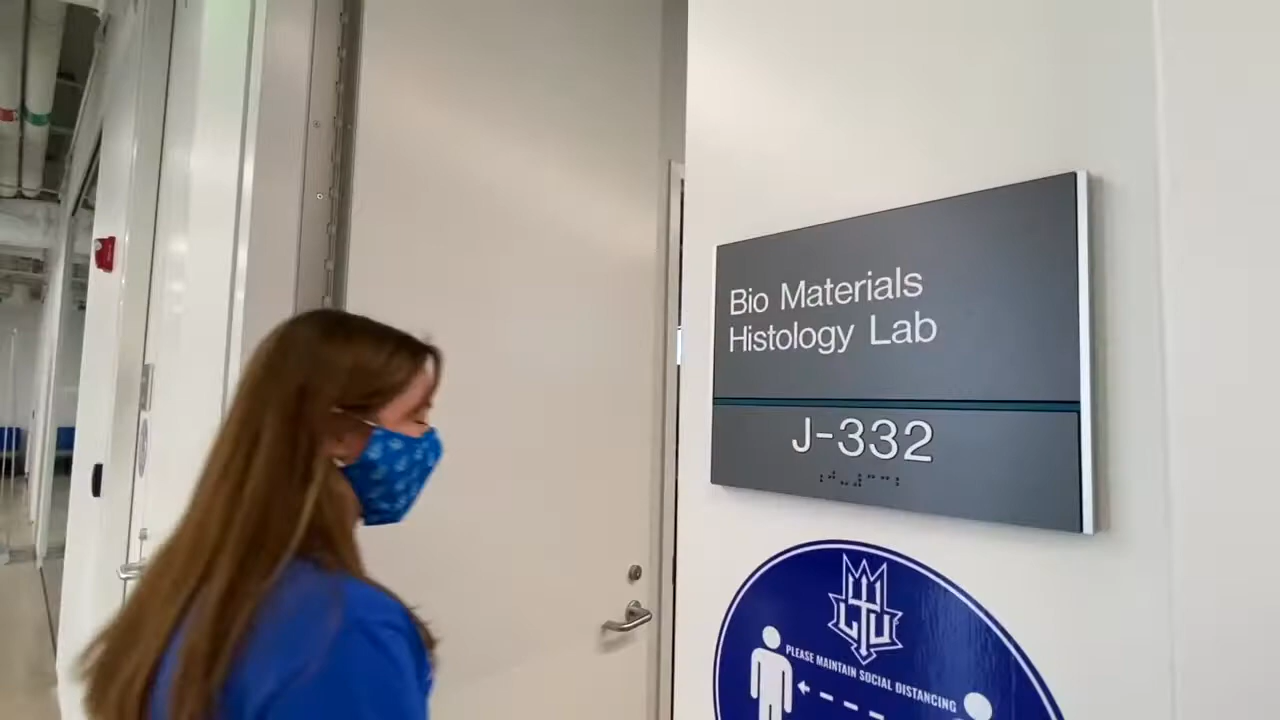 Bio Materials
Histology Lab
J-332
LTU
PLEASE MAINTAIN SOCIAL DISTANCING